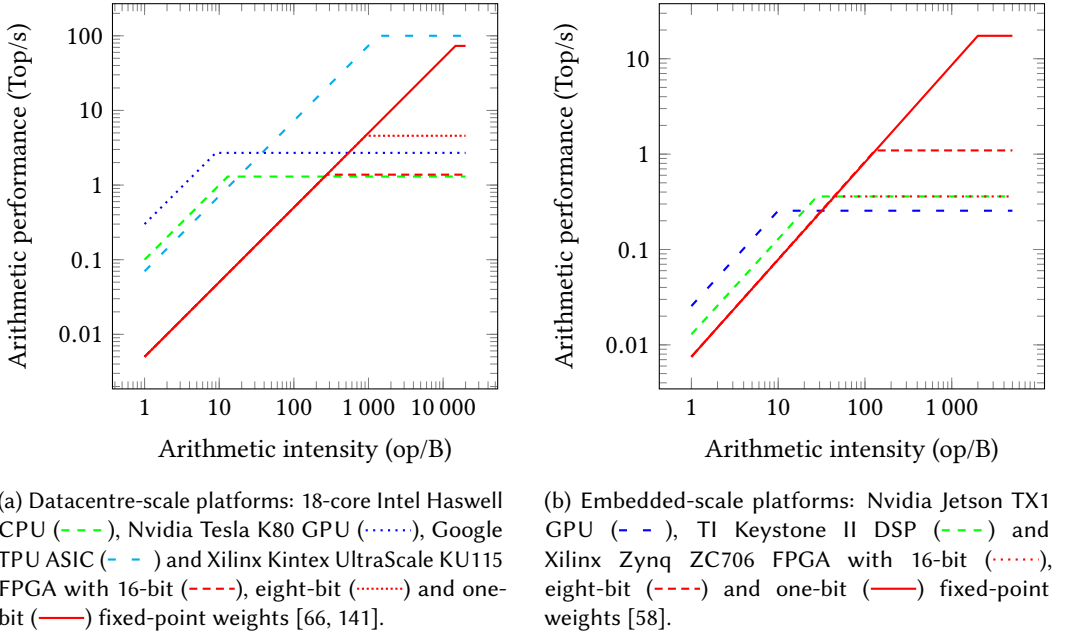 100
10
1
0.1
0.01
Arithmetic performance (Top/s)
1
10
100
1 000
10 000
Arithmetic intensity (op/B)
10
1
0.1
0.01
Arithmetic performance (Top/s)
1
10
100
1 000
Arithmetic intensity (op/B)
(a) Datacentre-scale platforms: 18-core Intel Haswell
CPU ( ), Nvidia Tesla K80 GPU ( ), Google
TPU ASIC ( ) and Xilinx Kintex UltraScale KU115
FPGA with 16-bit ( ), eight-bit ( ) and one-
bit ( ) fixed-point weights [66, 141].
(b) Embedded-scale platforms: Nvidia Jetson TX1
GPU ( ), TI Keystone II DSP ( ) and
Xilinx Zynq ZC706 FPGA with 16-bit ( ),
eight-bit ( ) and one-bit ( ) fixed-point
weights [58].